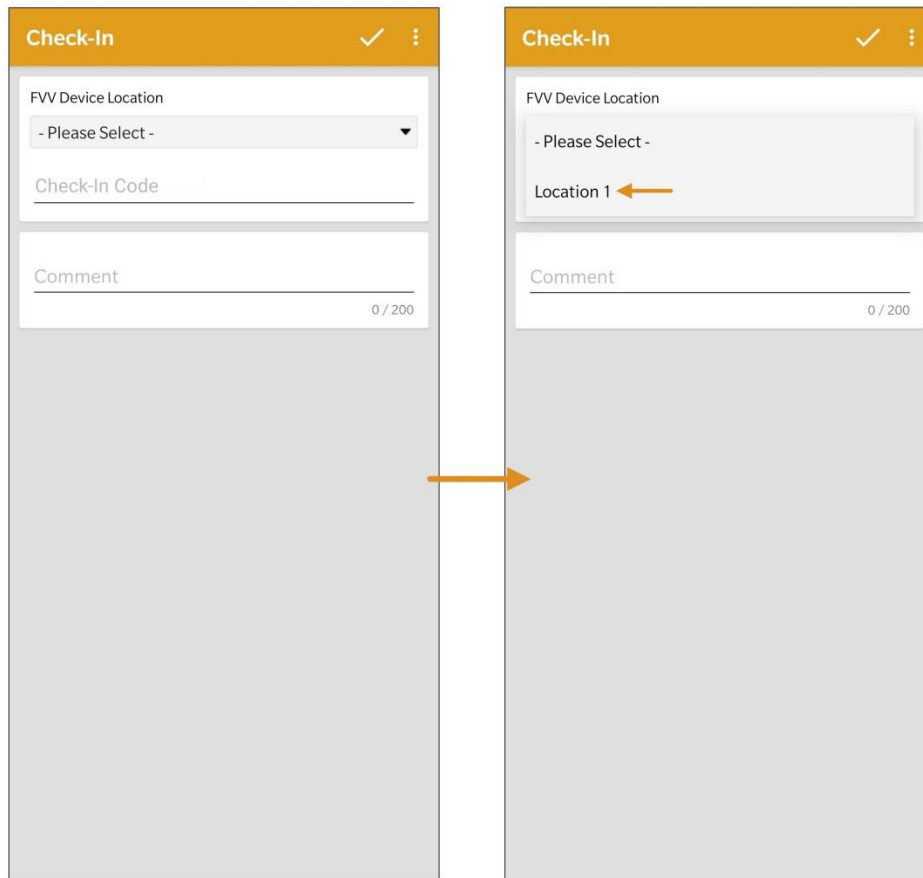 Check-In
FVV Device Location
- Please Select -
Check-In Code
Comment
0 / 200
Check-In
FVV Device Location
- Please Select -
Location 1
Comment
0 / 200